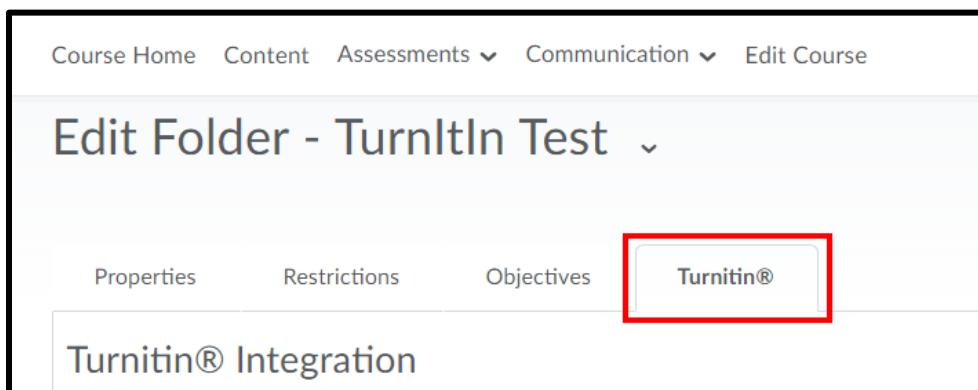 Course Home Content Assessments Communication Edit Course
Edit Folder - TurnItIn Test
Properties Restrictions Objectives Turnitin®
Turnitin® Integration